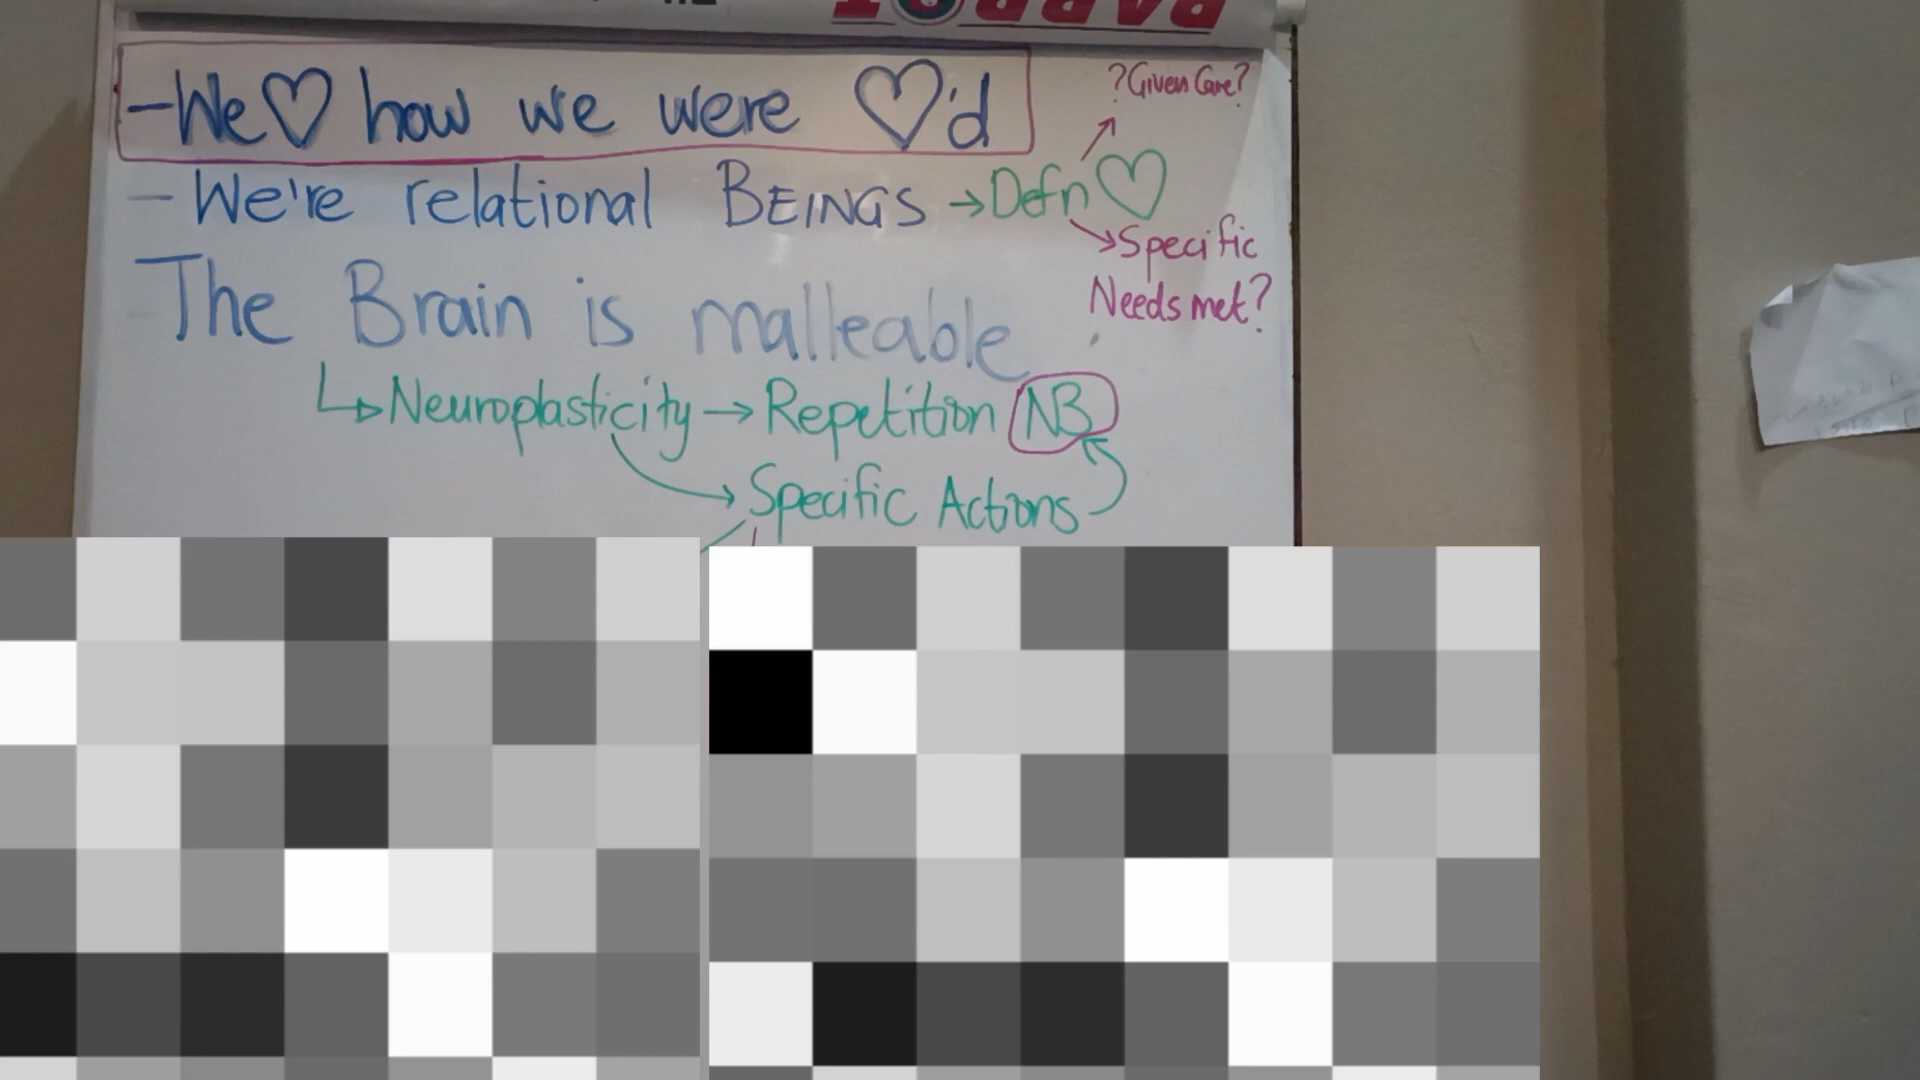 ?Given Care?
-We♡ how we were ♡'d
- We're relational BEINGS →Defn♡
→Specific
Needs met?
The Brain is malleable
↳Neuroplasticity→Repetition NB
→Specific Actions